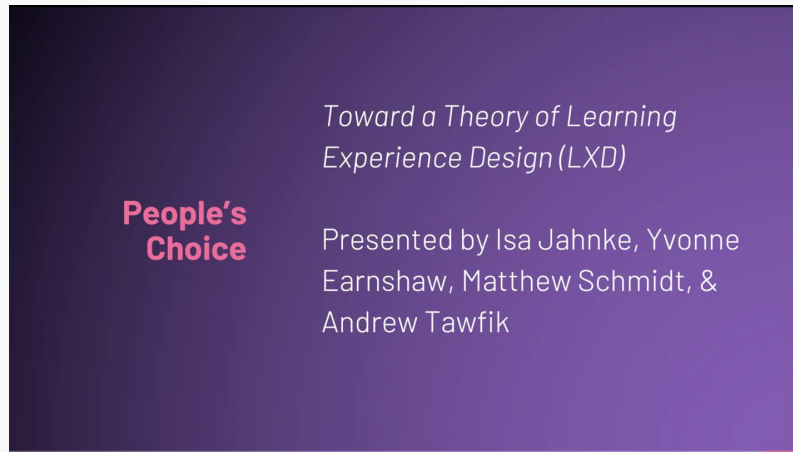 People’s
Choice
Toward a Theory of Learning
Experience Design (LXD)
Presented by Isa Jahnke, Yvonne
Earnshaw, Matthew Schmidt, &
Andrew Tawfik